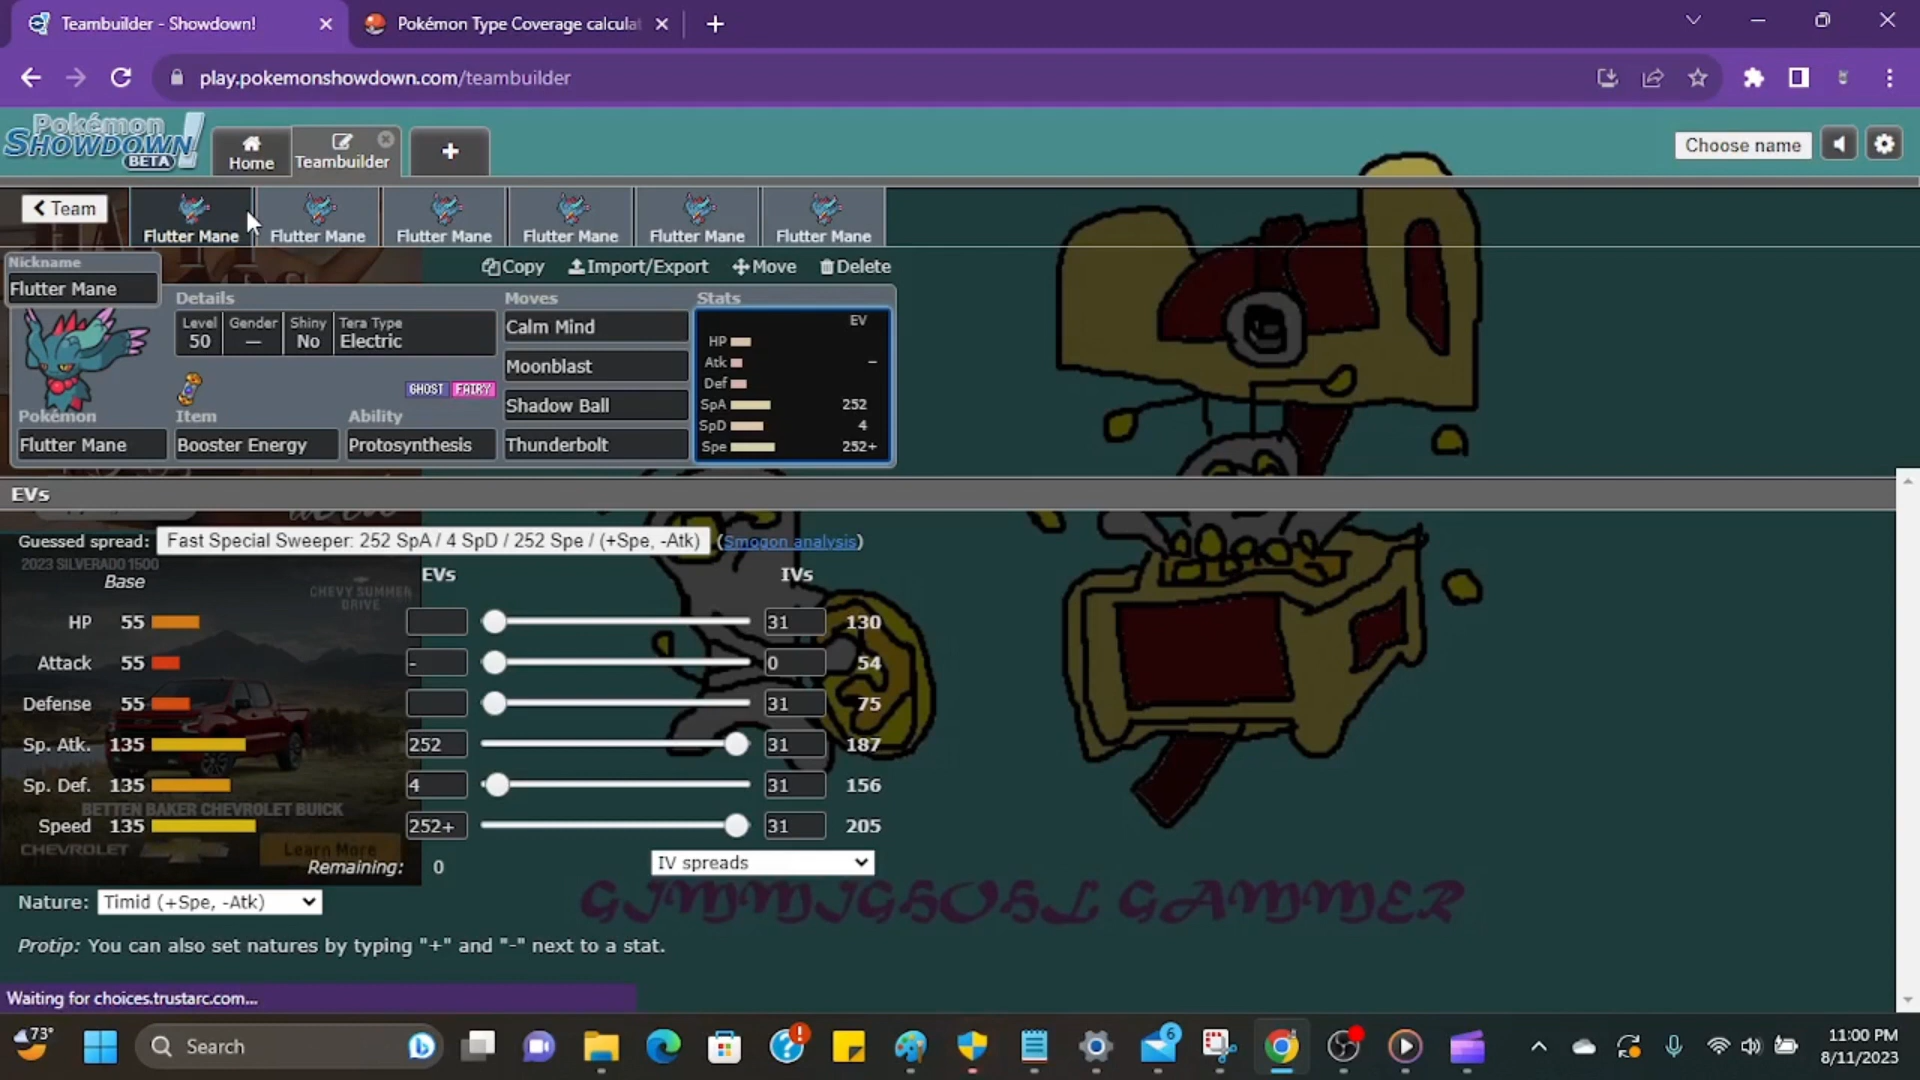 Teambuilder - Showdown!
Pokémon Type Coverage calcula
play.pokemonshowdown.com/teambuilder
Pokémon
SHOWDOWN!
BETA
Home
Teambuilder
Choose name
Team
Flutter Mane
Flutter Mane
Flutter Mane
Flutter Mane
Flutter Mane
Flutter Mane
Copy Import/Export Move Delete
Nickname
Flutter Mane
Details
Level
50
Gender
—
Shiny
No
Tera Type
Electric
GHOST FAIRY
Pokémon
Flutter Mane
Item
Booster Energy
Ability
Protosynthesis
Moves
Calm Mind
Moonblast
Shadow Ball
Thunderbolt
Stats
EV
HP
Atk –
Def
SpA 252
SpD 4
Spe 252+
EVs
Guessed spread: Fast Special Sweeper: 252 SpA / 4 SpD / 252 Spe / (+Spe, -Atk) (Smogon analysis)
2023 SILVERADO 1500
CHEVY SUMMER
DRIVE
Base EVs IVs
HP 55 31 130
Attack 55 - 0 54
Defense 55 31 75
Sp. Atk. 135 252 31 187
Sp. Def. 135 4 31 156
BETTEN BAKER CHEVROLET BUICK
Speed 135 252+ 31 205
CHEVROLET
Learn More
Remaining: 0
IV spreads
Nature: Timid (+Spe, -Atk)
GIMMIGHOHL GAMMER
Protip: You can also set natures by typing "+" and "-" next to a stat.
Waiting for choices.trustarc.com...
73°
Search
6
11:00 PM
8/11/2023